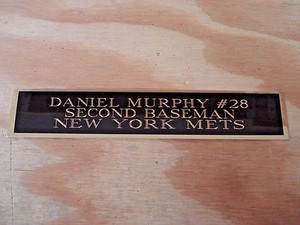 DANIEL MURPHY #28
SECOND BASEMAN
NEW YORK METS